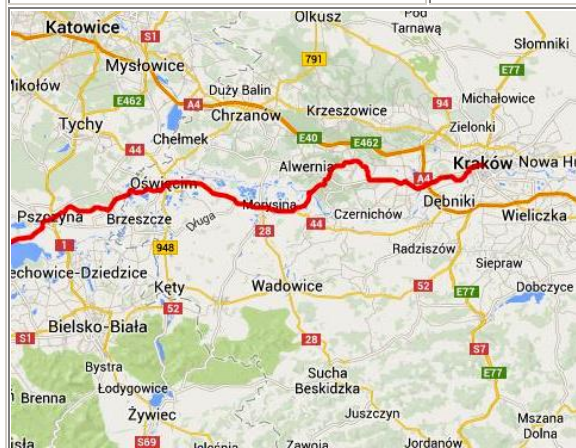 Olkusz
Pod
Tarnawą
Katowice
S1
Słomniki
Mysłowice
791
E77
Mikołów
Duży Balin
E462
A4
Chrzanów
Krzeszowice
94
Michałowice
Tychy
Zielonki
44
Chełmek
E40
E462
Alwernia
Kraków
Nowa Hu
Oświęcim
A4
Pszczyna
Brzeszcze
Długa
Morysina
44
Czernichów
Dębniki
Wieliczka
1
948
28
Radziszów
Siepraw
echowice-Dziedzice
Kęty
Wadowice
52
E77
Dobczyce
52
Bielsko-Biała
S1
28
S7
Bystra
Sucha
Beskidzka
E77
Brenna
Łodygowice
Żywiec
Juszczyn
Mszana
Dolna
isła
S69
Jeleśnia
Zawoja
Jordanów